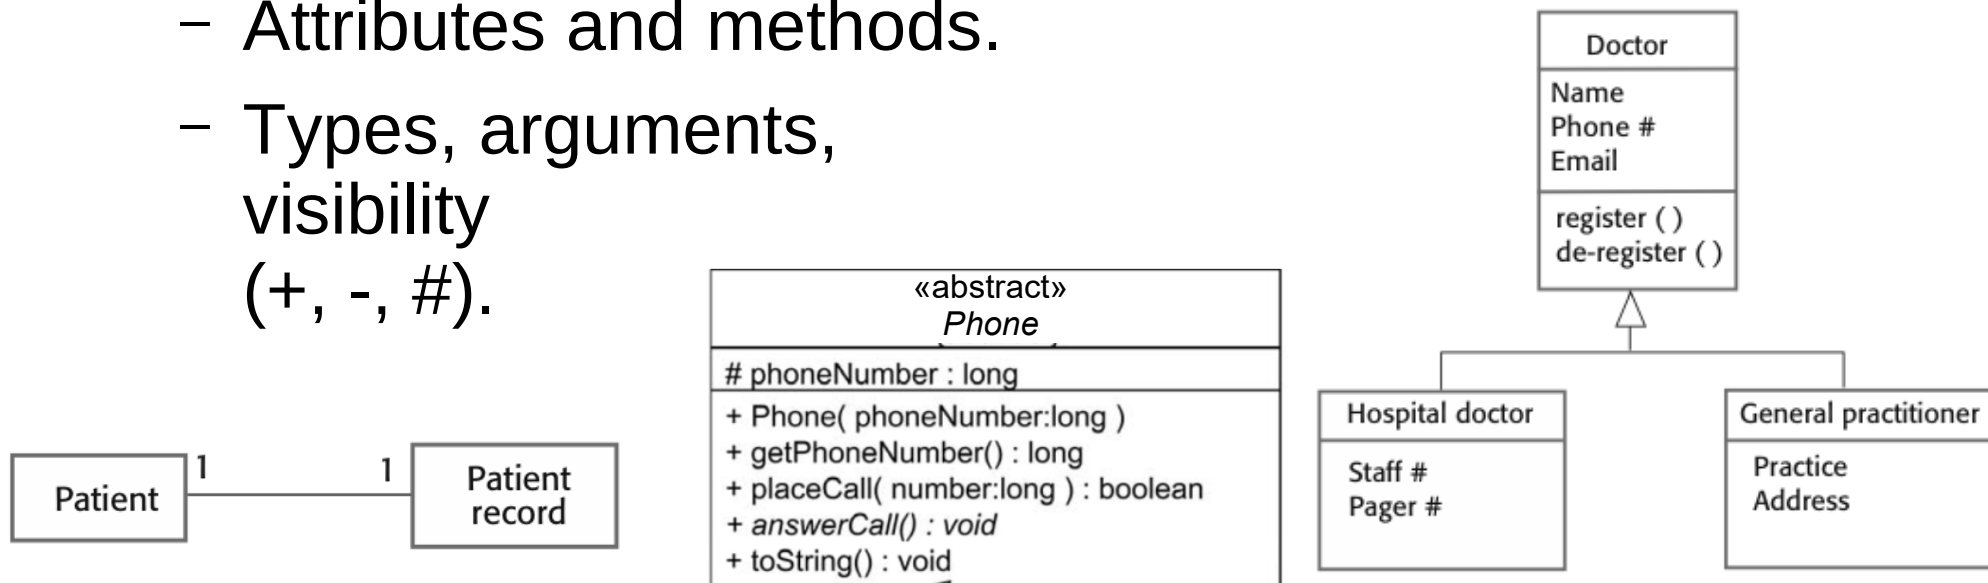 – Attributes and methods.
– Types, arguments,
visibility
(+, -, #).
Patient
1
1
Patient
record
«abstract»
Phone
# phoneNumber : long
+ Phone( phoneNumber:long )
+ getPhoneNumber() : long
+ placeCall( number:long ) : boolean
+ answerCall() : void
+ toString() : void
Doctor
Name
Phone #
Email
register ( )
de-register ( )
Hospital doctor
Staff #
Pager #
General practitioner
Practice
Address